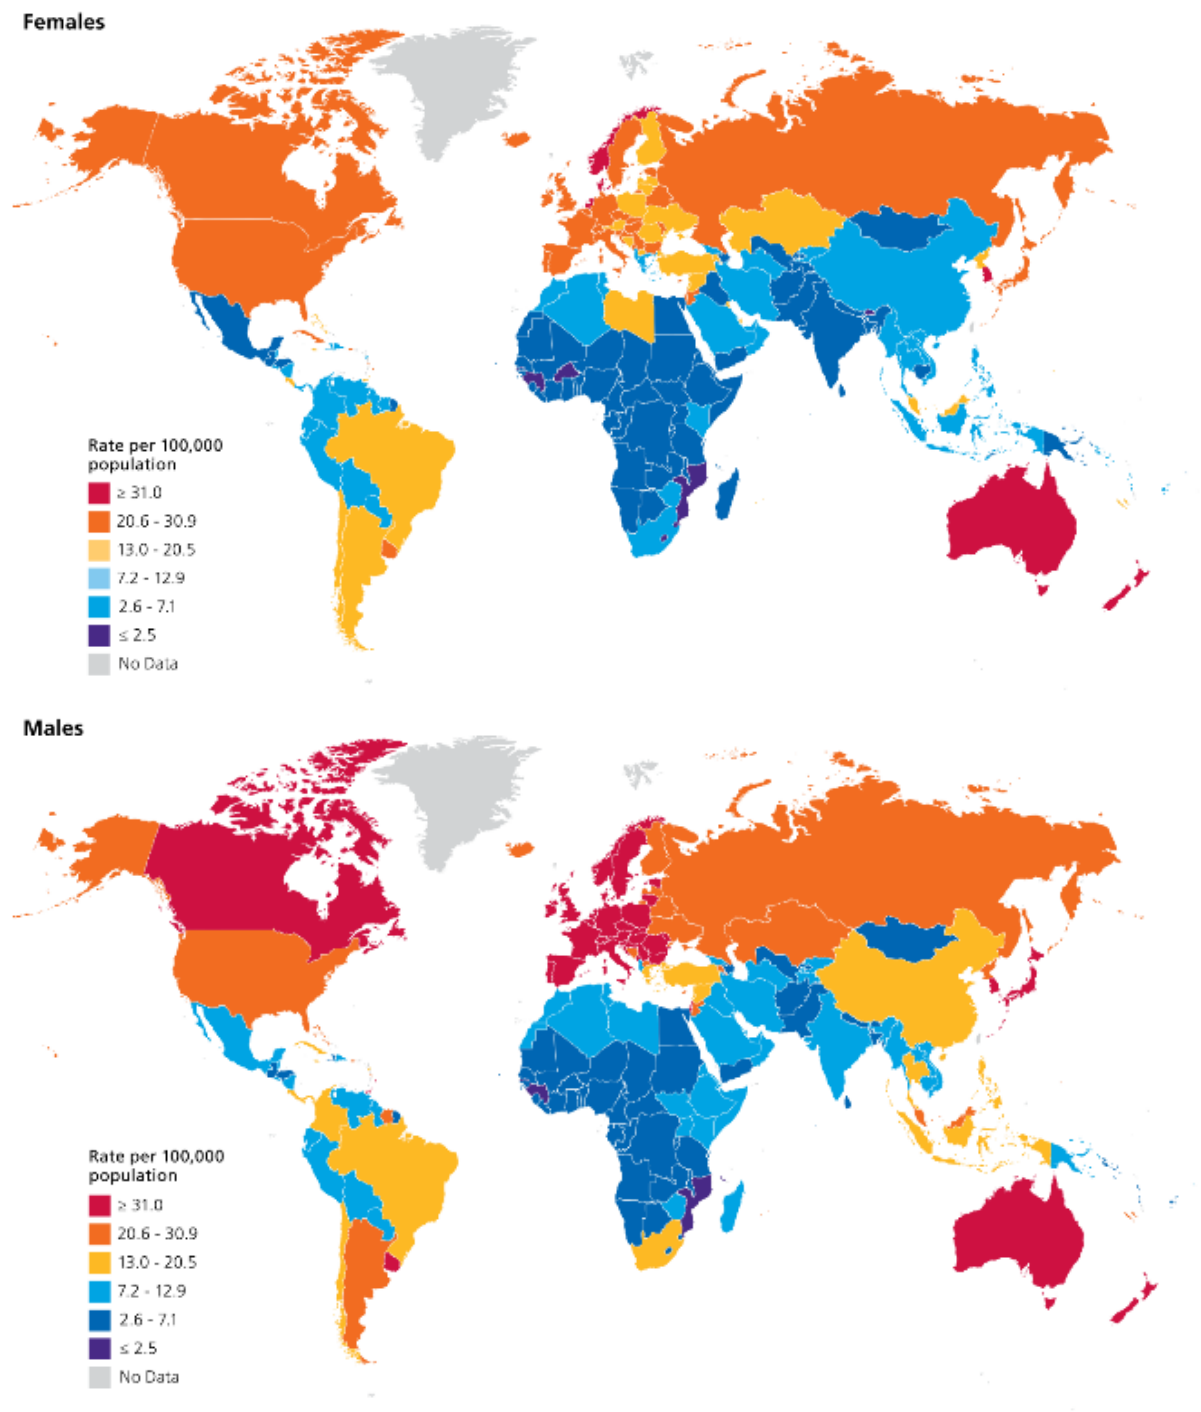 Females
Rate per 100,000
population
≥ 31.0
20.6 - 30.9
13.0 - 20.5
7.2 - 12.9
2.6 - 7.1
≤ 2.5
No Data
Males
Rate per 100,000
population
≥ 31.0
20.6 - 30.9
13.0 - 20.5
7.2 - 12.9
2.6 - 7.1
≤ 2.5
No Data